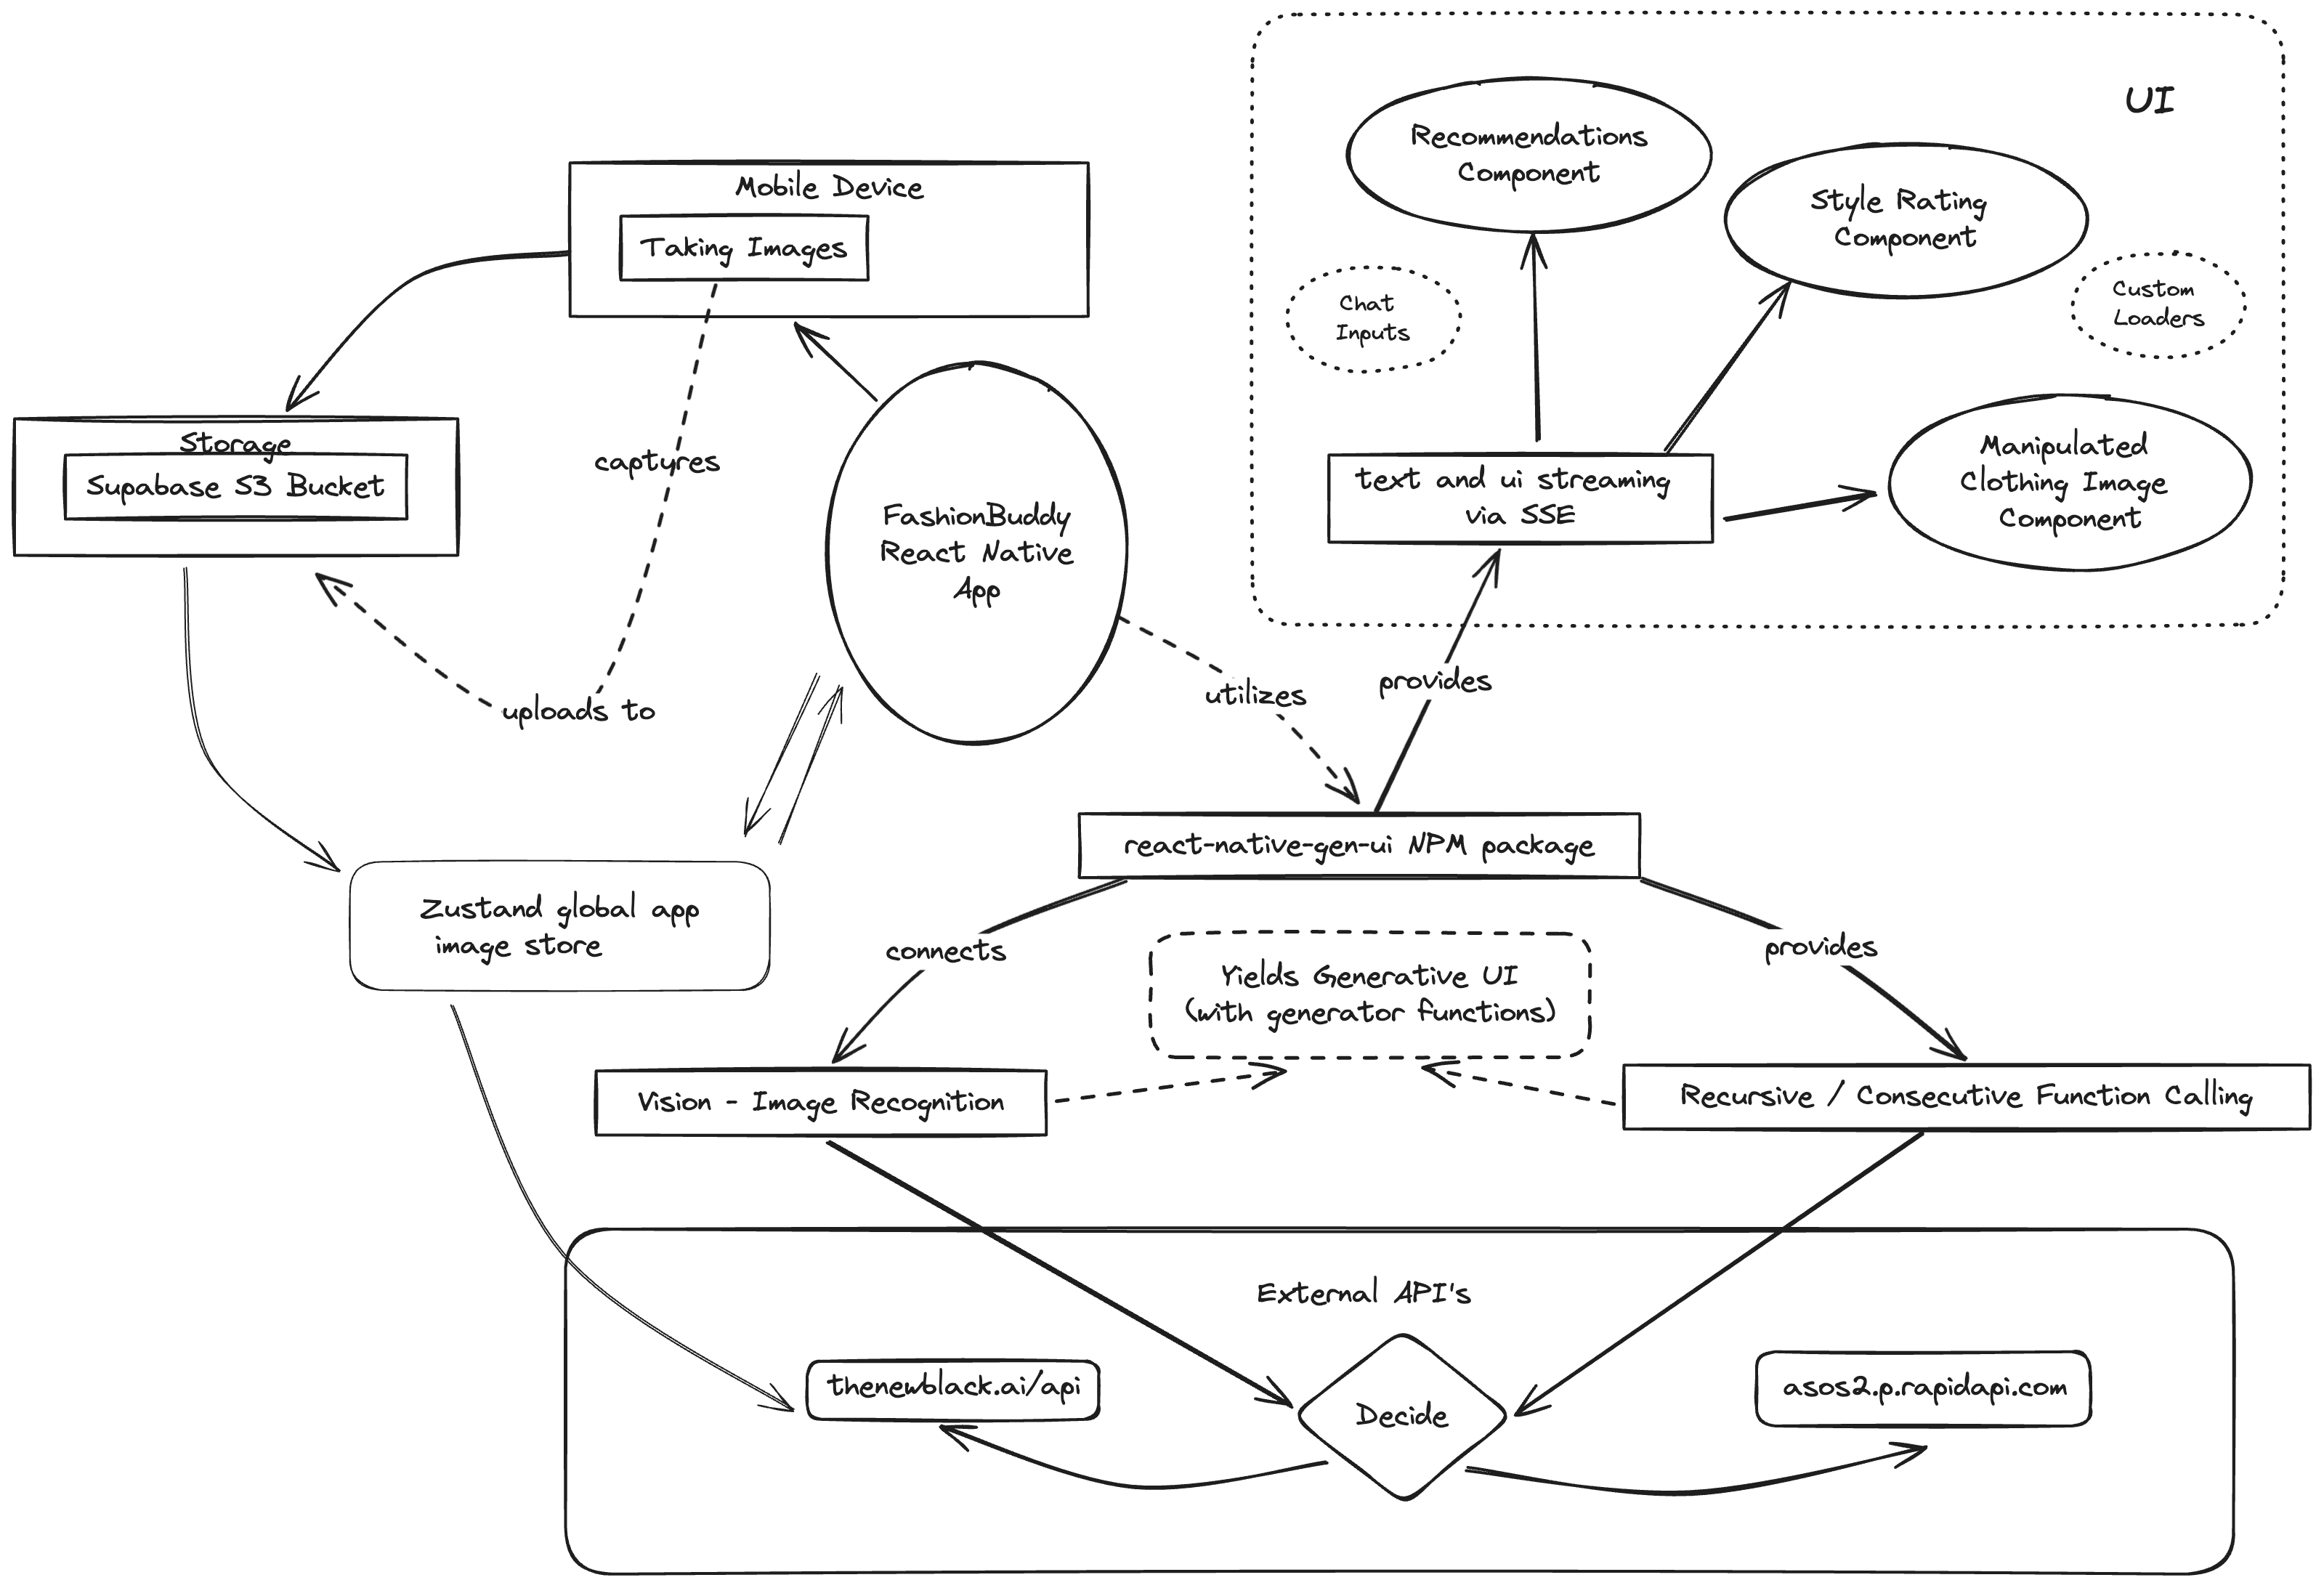 UI
Recommendations
Component
Mobile Device
Style Rating
Component
Taking Images
Chat
Inputs
Custom
Loaders
Storage
Supabase S3 Bucket
captures
Manipulated
Clothing Image
Component
text and ui streaming
via SSE
FashionBuddy
React Native
App
uploads to
utilizes
provides
react-native-gen-ui NPM package
Zustand global app
image store
connects
provides
Yields Generative UI
(with generator functions)
Vision - Image Recognition
Recursive / Consecutive Function Calling
External API's
thenewblack.ai/api
Decide
asos2.p.rapidapi.com